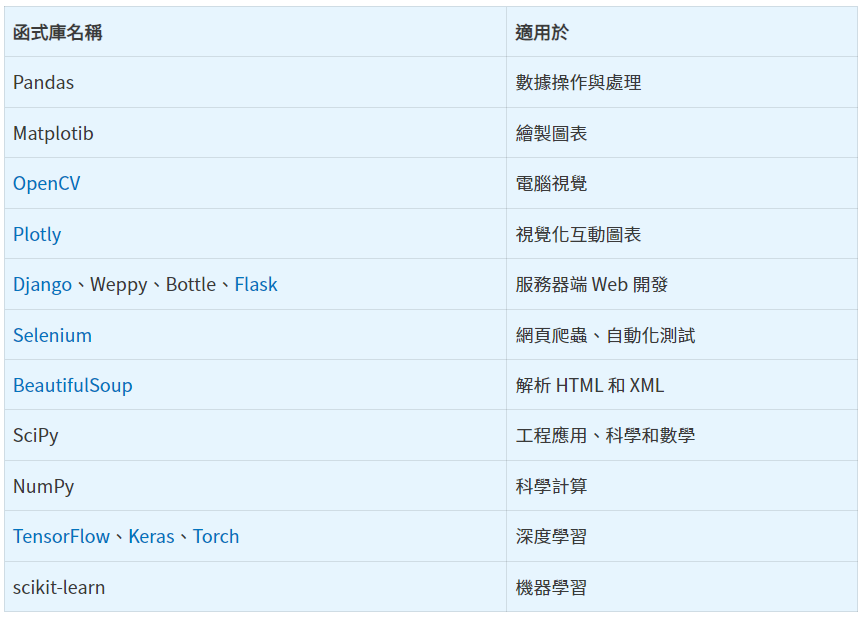 函式庫名稱 適用於
Pandas 數據操作與處理
Matplotib 繪製圖表
OpenCV 電腦視覺
Plotly 視覺化互動圖表
Django、Weppy、Bottle、Flask 服務器端 Web 開發
Selenium 網頁爬蟲、自動化測試
BeautifulSoup 解析 HTML 和 XML
SciPy 工程應用、科學和數學
NumPy 科學計算
TensorFlow、Keras、Torch 深度學習
scikit-learn 機器學習